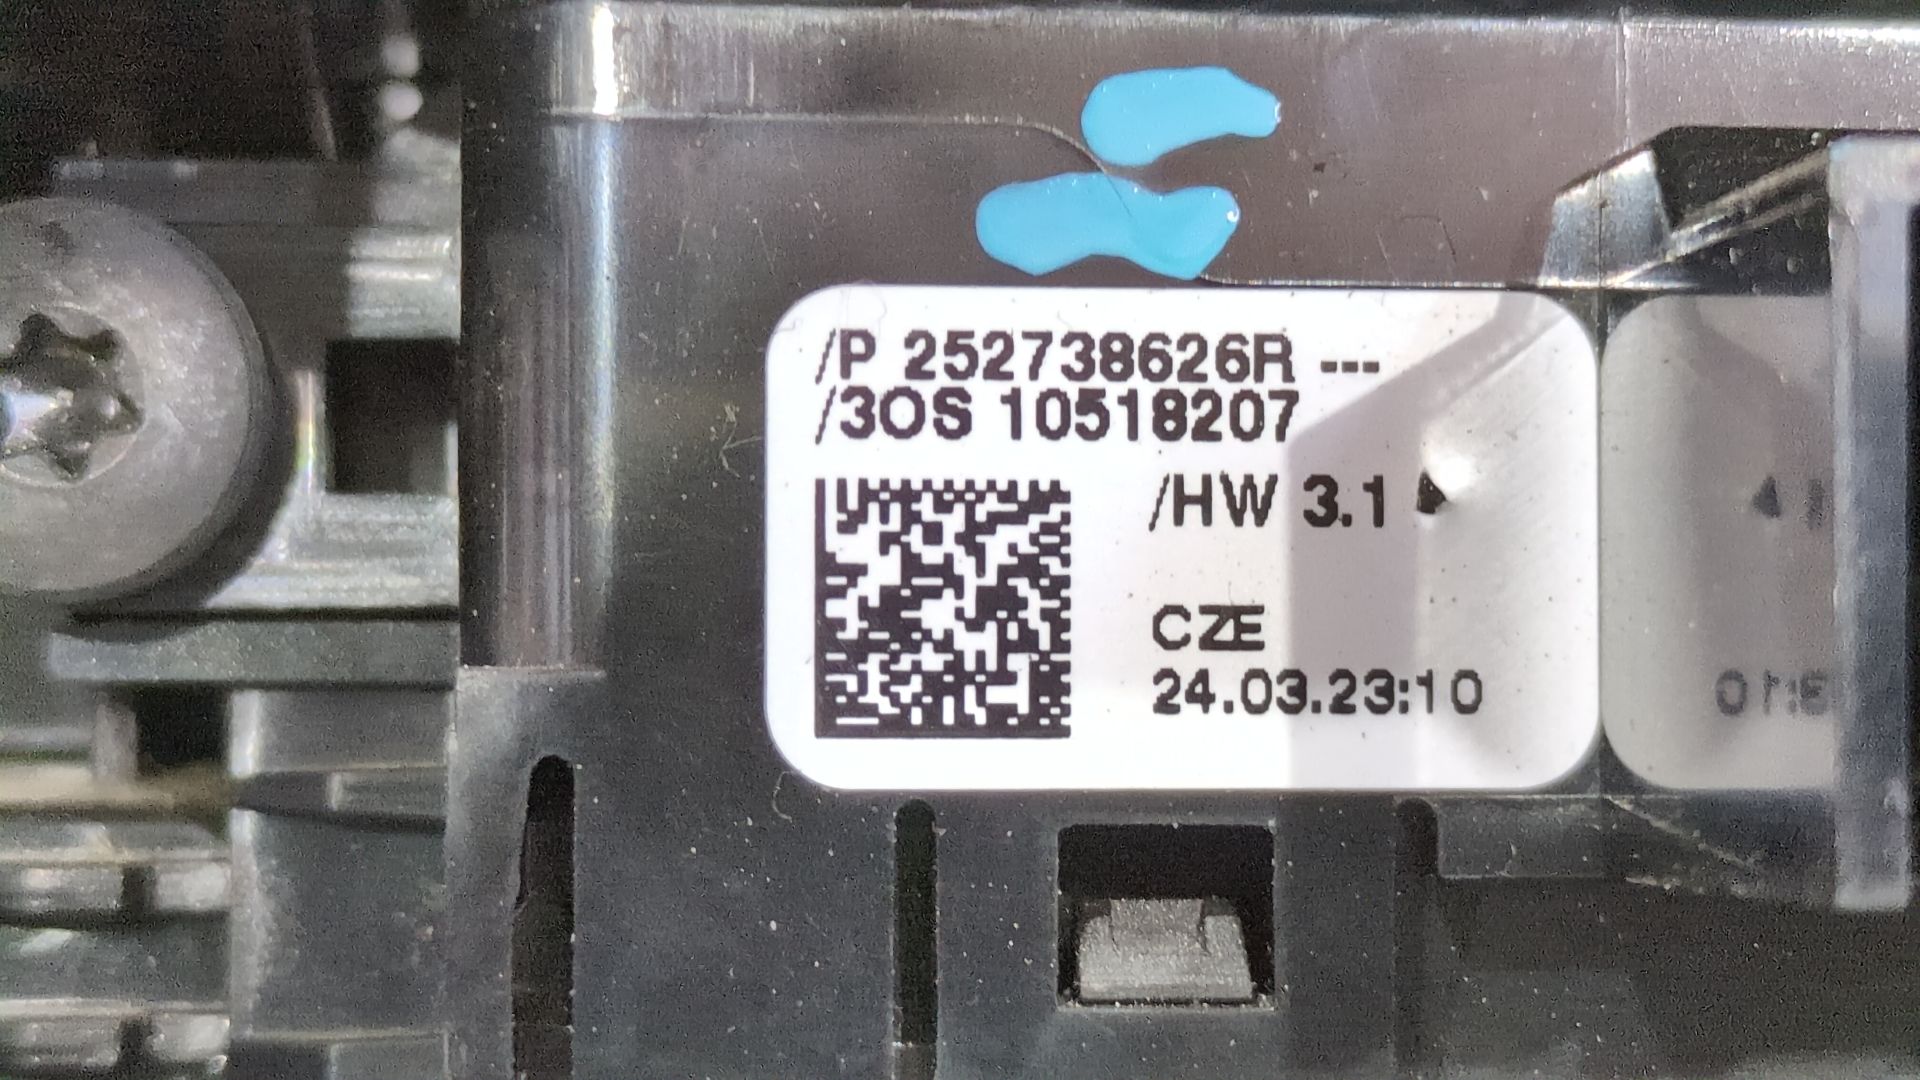 /P 252738626R ---
/3OS 10518207
/HW 3.1
CZE
24.03.23:10